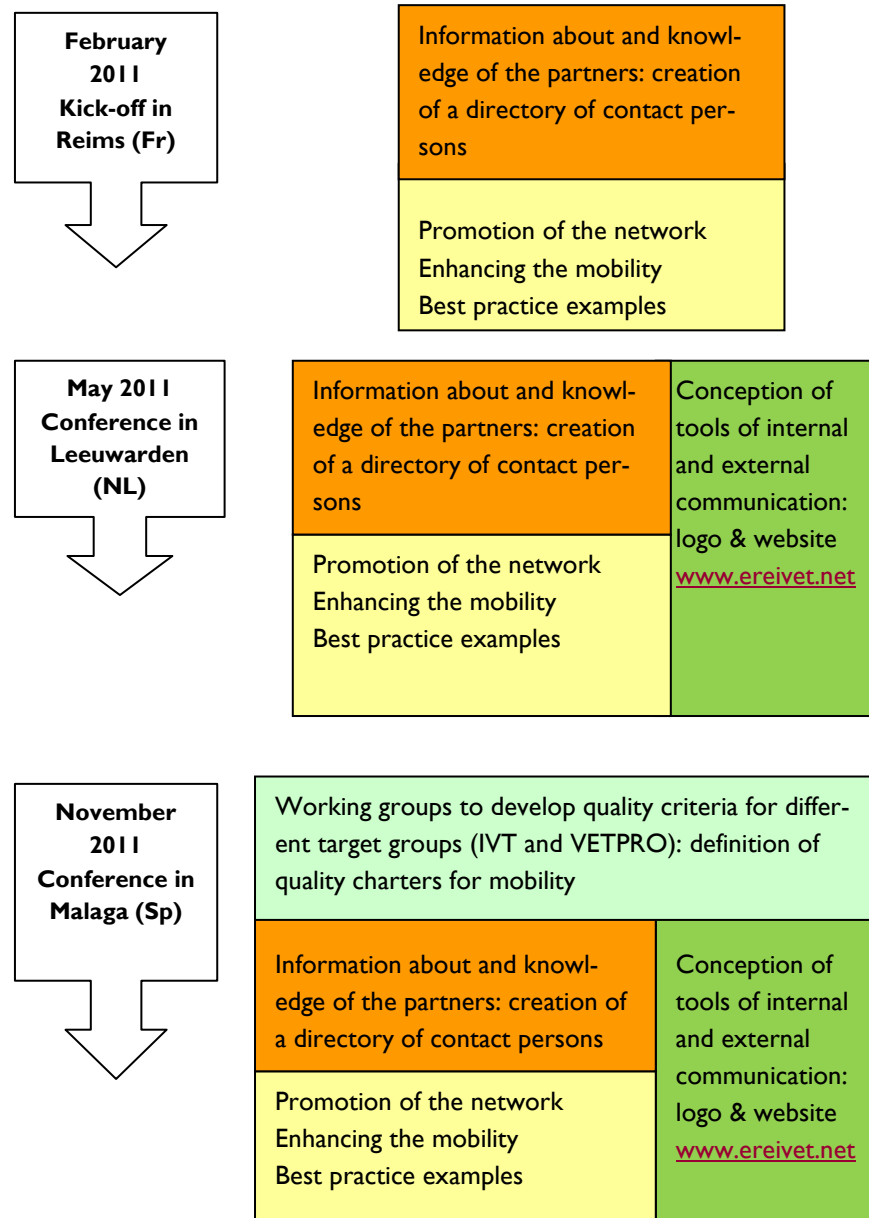 February
2011
Kick-off in
Reims (Fr)
Information about and knowl-
edge of the partners: creation
of a directory of contact per-
sons
Promotion of the network
Enhancing the mobility
Best practice examples
May 2011
Conference in
Leeuwarden
(NL)
Information about and knowl-
edge of the partners: creation
of a directory of contact per-
sons
Promotion of the network
Enhancing the mobility
Best practice examples
Conception of
tools of internal
and external
communication:
logo & website
www.ereivet.net
November
2011
Conference in
Malaga (Sp)
Working groups to develop quality criteria for differ-
ent target groups (IVT and VETPRO): definition of
quality charters for mobility
Information about and knowl-
edge of the partners: creation of
a directory of contact persons
Promotion of the network
Enhancing the mobility
Best practice examples
Conception of
tools of internal
and external
communication:
logo & website
www.ereivet.net